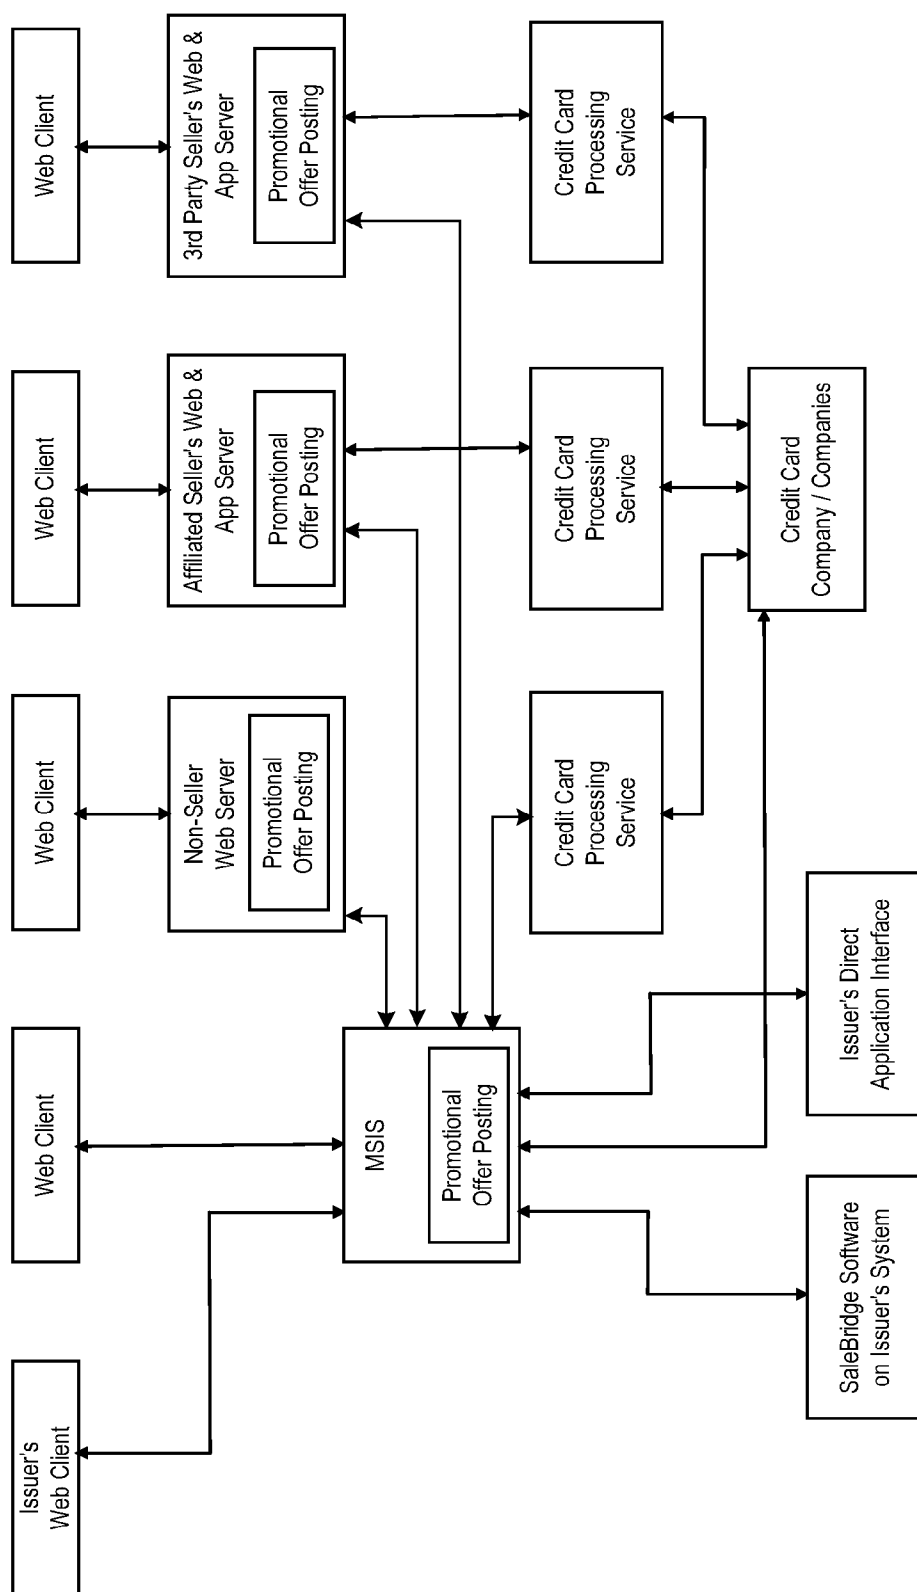 Issuer's
Web Client
Web Client
Web Client
Web Client
Web Client
Non-Seller
Web Server
Promotional
Offer Posting
Affiliated Seller's Web &
App Server
Promotional
Offer Posting
3rd Party Seller's Web &
App Server
Promotional
Offer Posting
MSIS
Promotional
Offer Posting
Credit Card
Processing
Service
Credit Card
Processing
Service
Credit Card
Processing
Service
SaleBridge Software
on Issuer's System
Issuer's Direct
Application Interface
Credit Card
Company / Companies